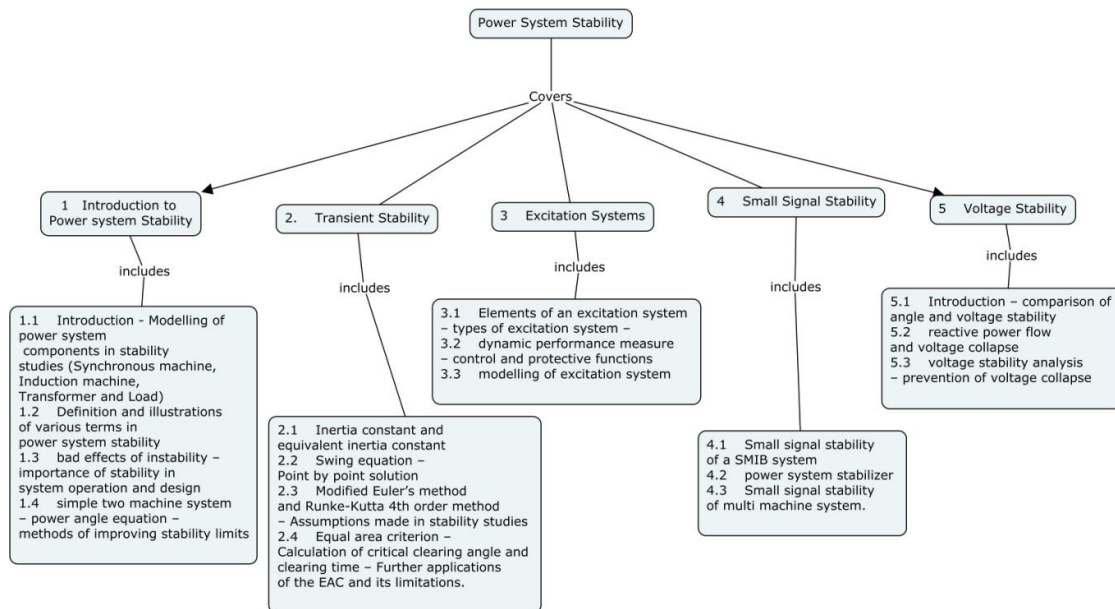 Power System Stability
Covers
1 Introduction to
Power system Stability
2. Transient Stability
3 Excitation Systems
4 Small Signal Stability
5 Voltage Stability
includes
includes
includes
includes
includes
1.1 Introduction - Modelling of
power system
components in stability
studies (Synchronous machine,
Induction machine,
Transformer and Load)
1.2 Definition and illustrations
of various terms in
power system stability
1.3 bad effects of instability –
importance of stability in
system operation and design
1.4 simple two machine system
– power angle equation –
methods of improving stability limits
2.1 Inertia constant and
equivalent inertia constant
2.2 Swing equation –
Point by point solution
2.3 Modified Euler's method
and Runke-Kutta 4th order method
– Assumptions made in stability studies
2.4 Equal area criterion –
Calculation of critical clearing angle and
clearing time – Further applications
of the EAC and its limitations.
3.1 Elements of an excitation system
– types of excitation system –
3.2 dynamic performance measure
– control and protective functions
3.3 modelling of excitation system
4.1 Small signal stability
of a SMIB system
4.2 power system stabilizer
4.3 Small signal stability
of multi machine system.
5.1 Introduction – comparison of
angle and voltage stability
5.2 reactive power flow
and voltage collapse
5.3 voltage stability analysis
– prevention of voltage collapse